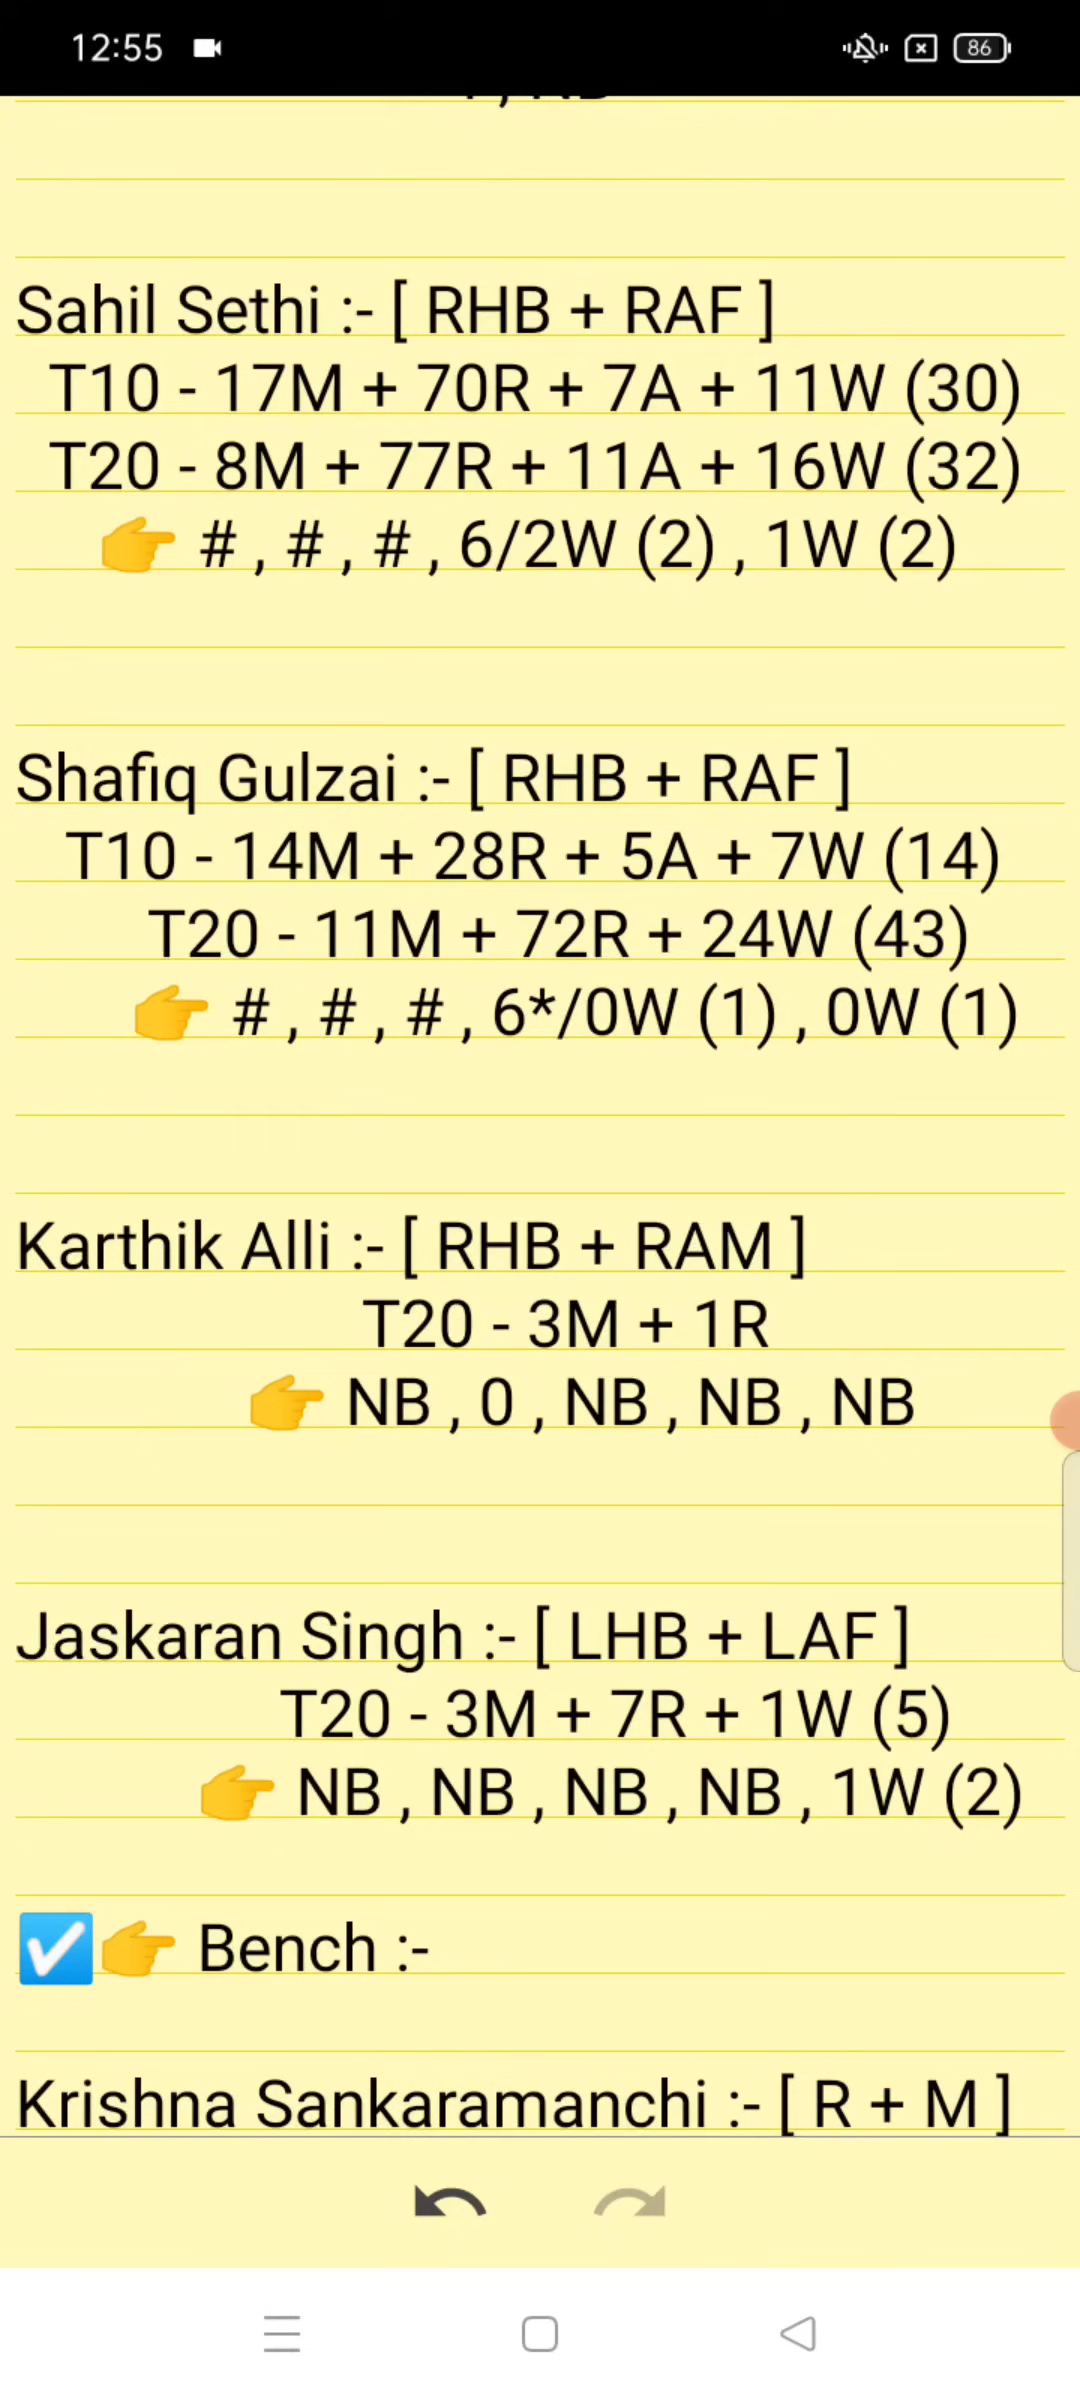 12:55
86
Sahil Sethi :- [ RHB + RAF ]
T10 - 17M + 70R + 7A + 11W (30)
T20 - 8M + 77R + 11A + 16W (32)
👉 # , # , # , 6/2W (2) , 1W (2)
Shafiq Gulzai :- [ RHB + RAF ]
T10 - 14M + 28R + 5A + 7W (14)
T20 - 11M + 72R + 24W (43)
👉 # , # , # , 6*/0W (1) , 0W (1)
Karthik Alli :- [ RHB + RAM ]
T20 - 3M + 1R
👉 NB , 0 , NB , NB , NB
Jaskaran Singh :- [ LHB + LAF ]
T20 - 3M + 7R + 1W (5)
👉 NB , NB , NB , NB , 1W (2)
☑️👉 Bench :-
Krishna Sankaramanchi :- [ R + M ]